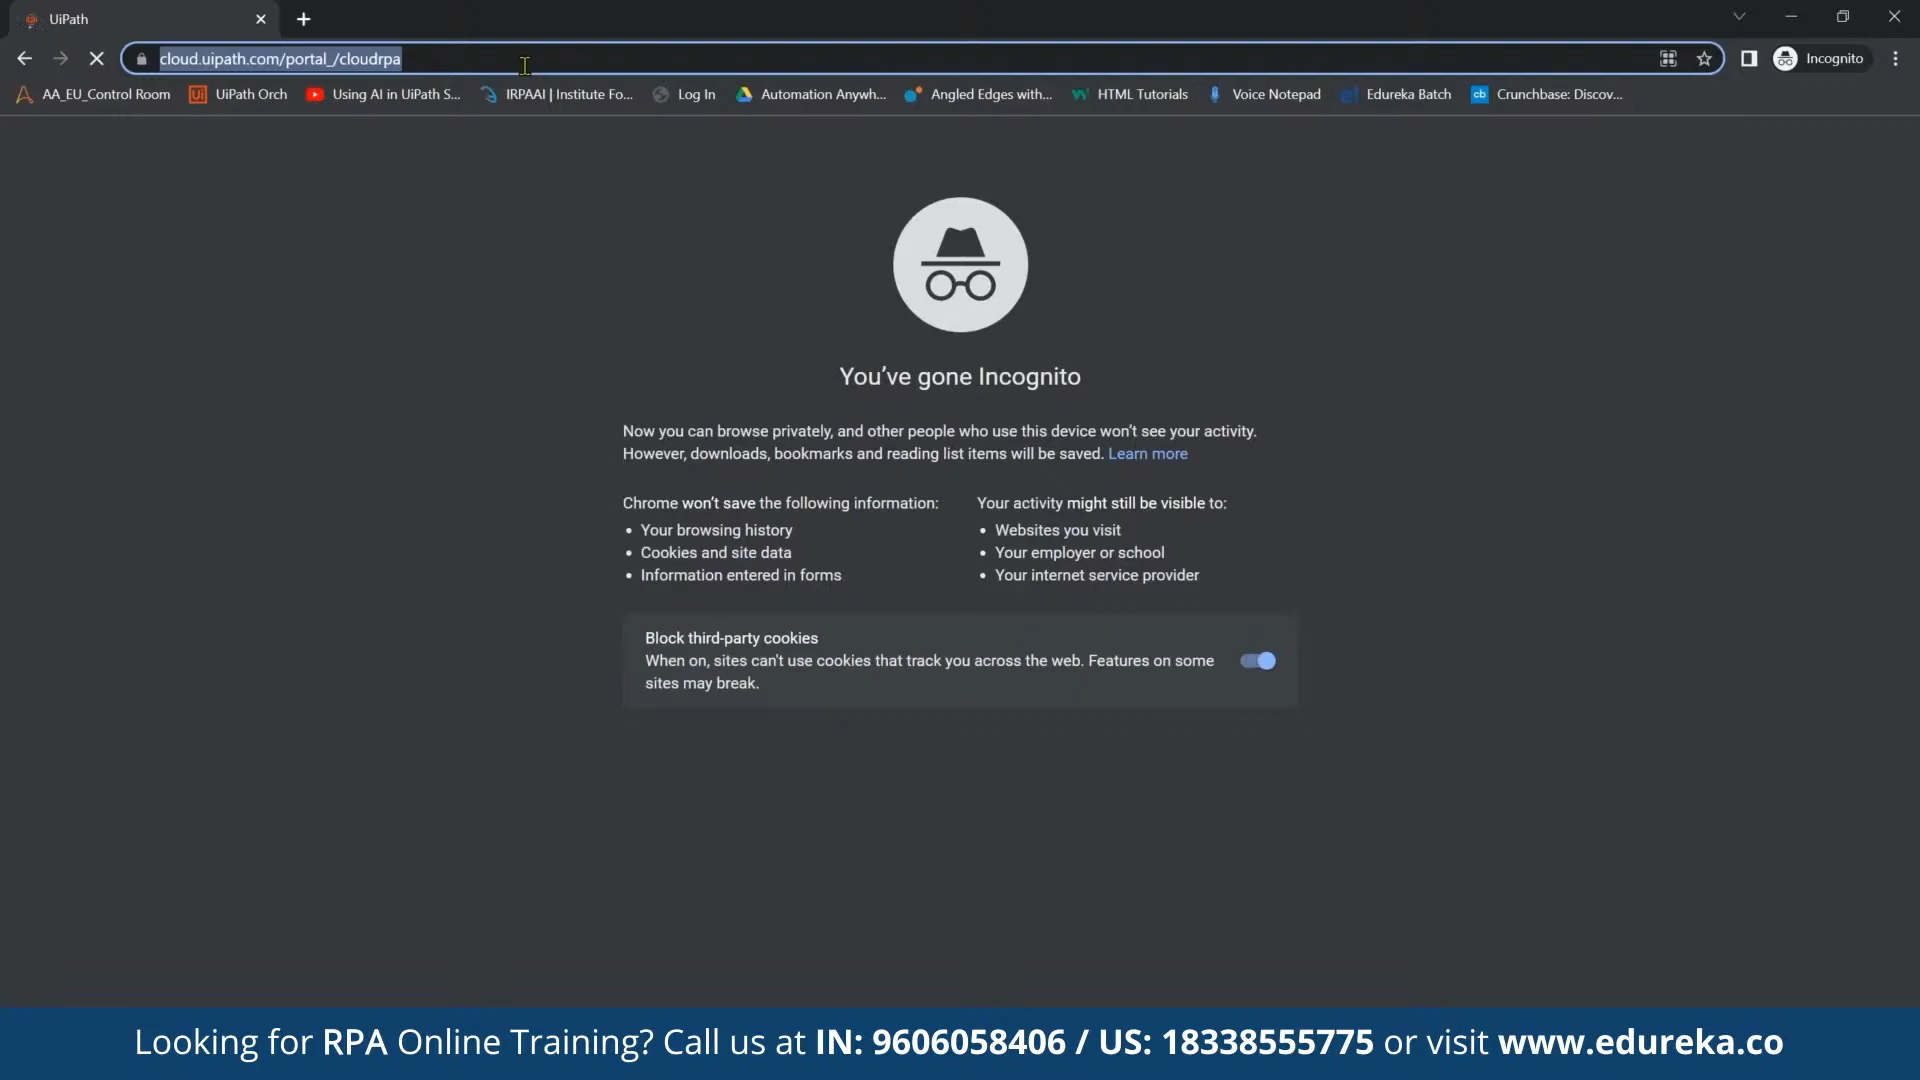 UiPath
cloud.uipath.com/portal_/cloudrpa
Incognito
AA_EU_Control Room
UiPath Orch
Using AI in UiPath S...
IRPAAI | Institute Fo...
Log In
Automation Anywh...
Angled Edges with...
HTML Tutorials
Voice Notepad
Edureka Batch
cb
Crunchbase: Discov...
You've gone Incognito
Now you can browse privately, and other people who use this device won't see your activity.
However, downloads, bookmarks and reading list items will be saved. Learn more
Chrome won't save the following information:
• Your browsing history
• Cookies and site data
• Information entered in forms
Your activity might still be visible to:
• Websites you visit
• Your employer or school
• Your internet service provider
Block third-party cookies
When on, sites can't use cookies that track you across the web. Features on some
sites may break.
Looking for RPA Online Training? Call us at IN: 9606058406 / US: 18338555775 or visit www.edureka.co